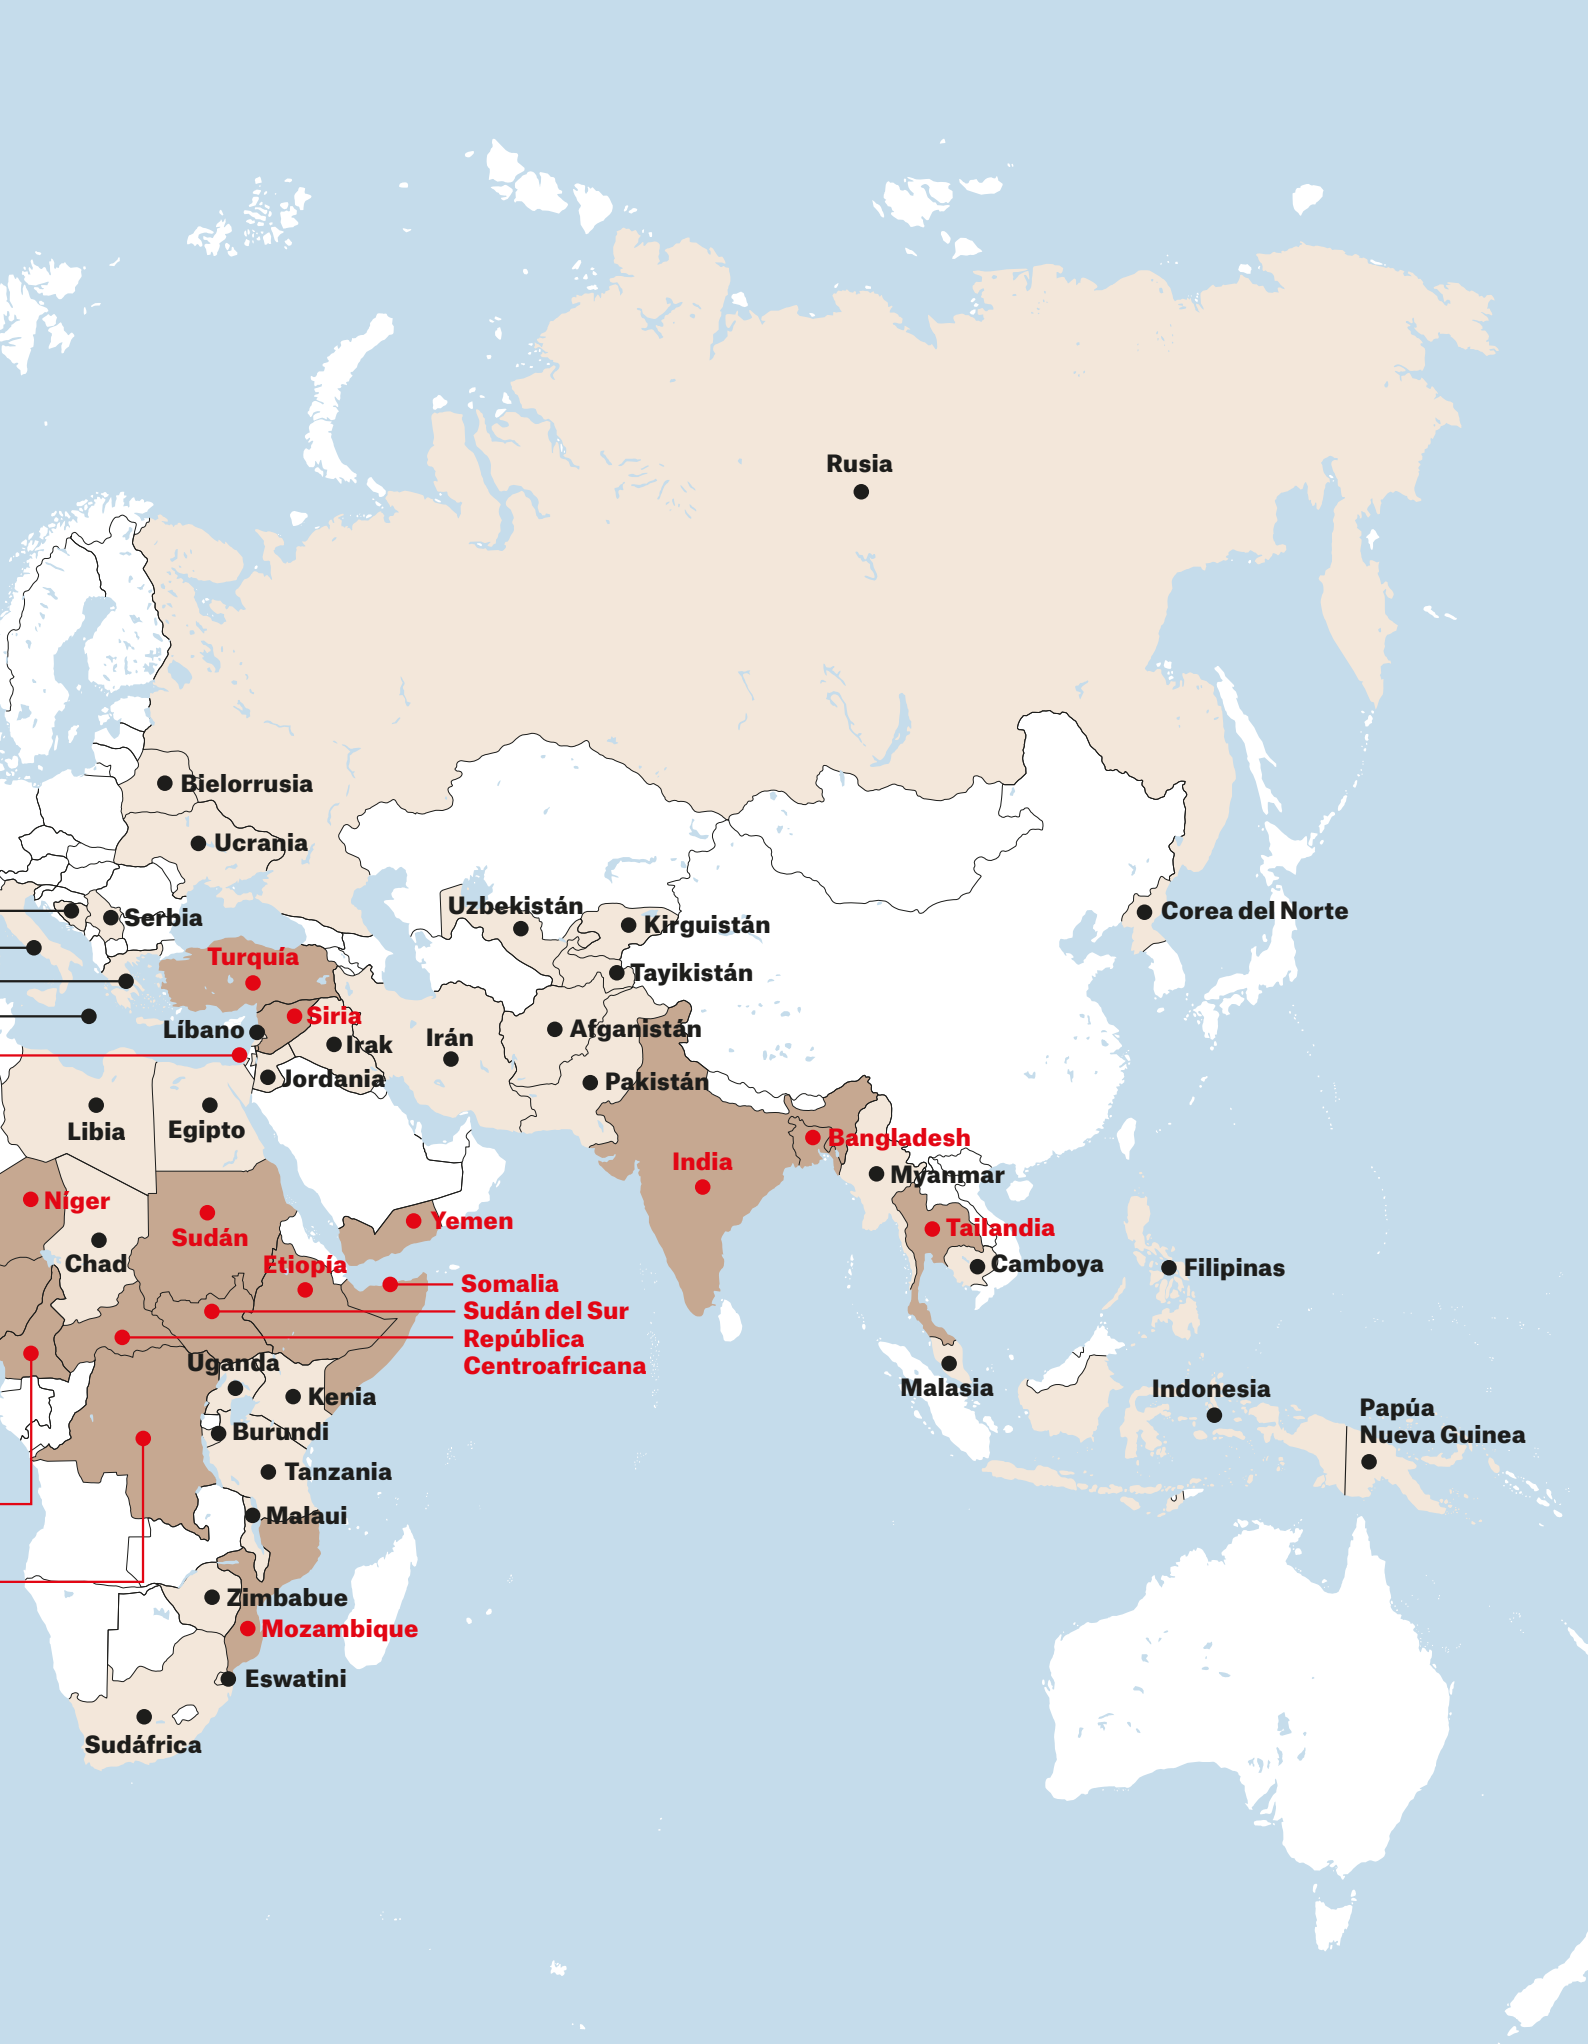 Rusia
Bielorrusia
Ucrania
Uzbekistán
Serbia
Kirguistán
Corea del Norte
Turquía
Tayikistán
Siria
Líbano
Afganistán
Irán
Irak
Jordania
Pakistán
Libia
Egipto
Bangladesh
India
Myanmar
Níger
Yemen
Sudán
Tailandia
Chad
Etiopía
Camboya
Filipinas
Somalia
Sudán del Sur
República
Centroafricana
Uganda
Malasia
Indonesia
Kenia
Papúa
Nueva Guinea
Burundi
Tanzania
Malaui
Zimbabue
Mozambique
Eswatini
Sudáfrica